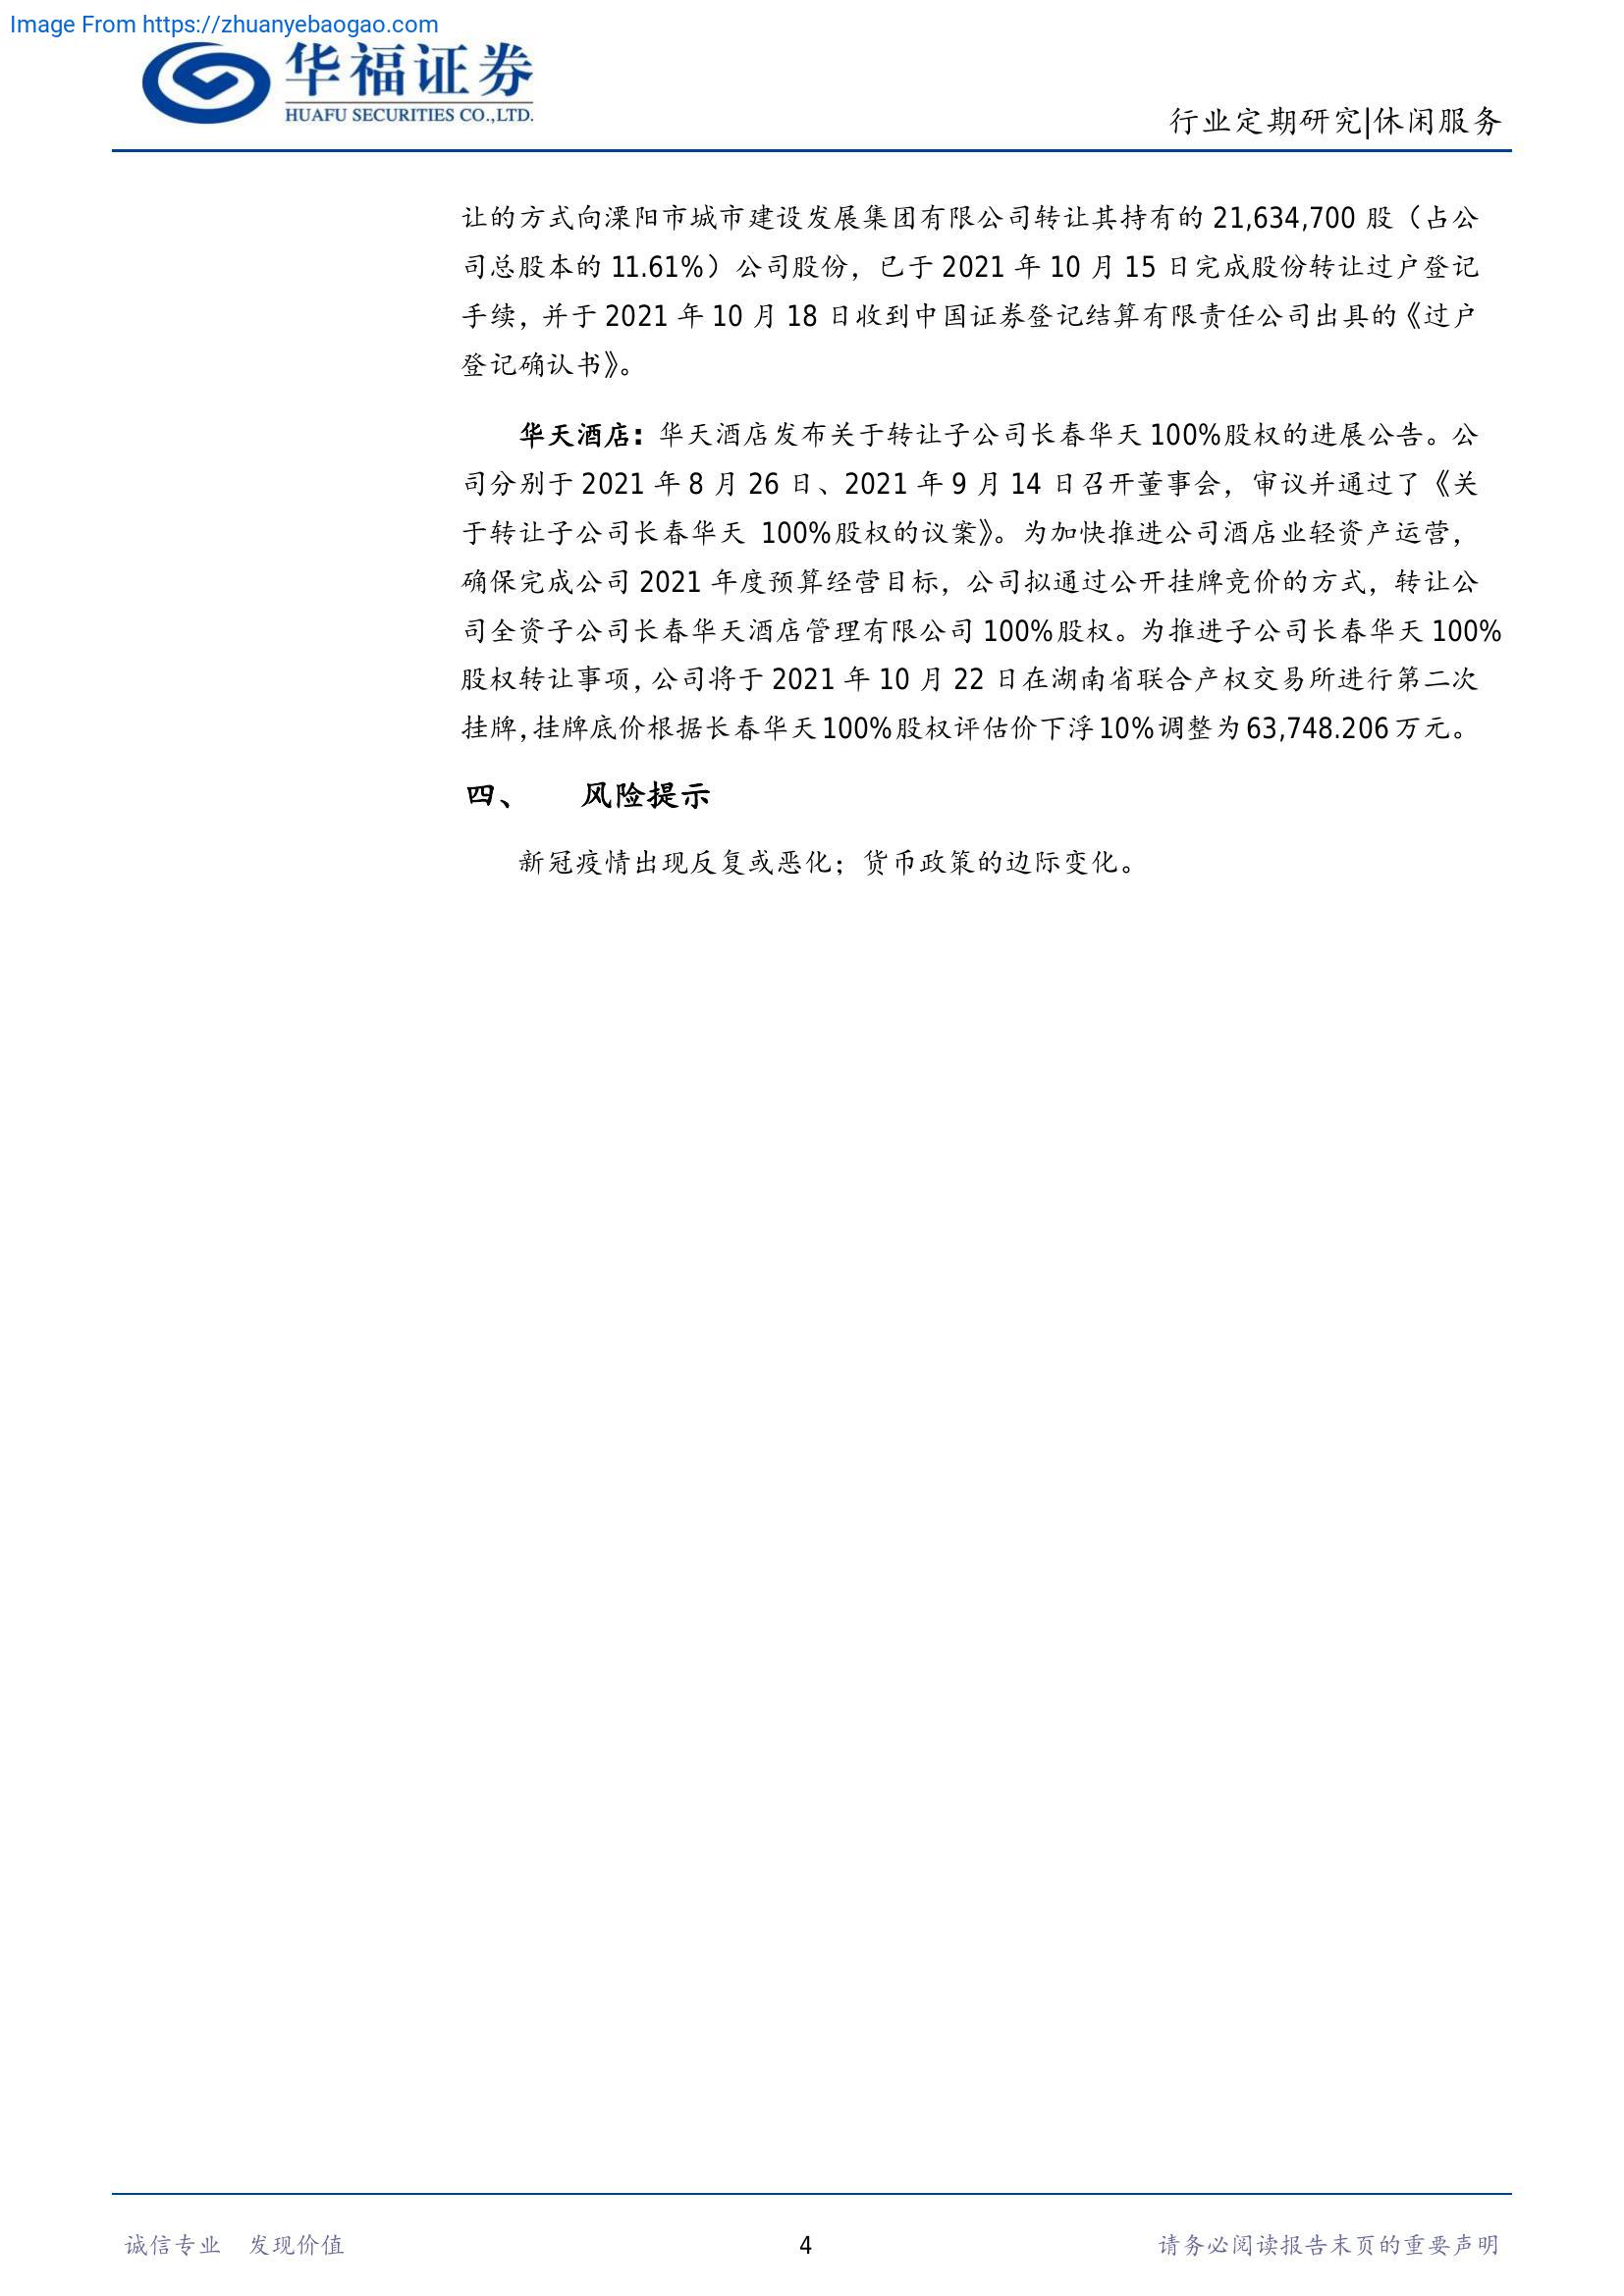 Image From https://zhuanyebaogao.com
华福证券
HUAFU SECURITIES CO.,LTD.
行业定期研究|休闲服务
让的方式向溧阳市城市建设发展集团有限公司转让其持有的 21,634,700 股（占公
司总股本的 11.61%）公司股份，已于 2021 年 10 月 15 日完成股份转让过户登记
手续，并于 2021 年 10 月 18 日收到中国证券登记结算有限责任公司出具的《过户
登记确认书》。
华天酒店：华天酒店发布关于转让子公司长春华天 100%股权的进展公告。公
司分别于 2021 年 8 月 26 日、2021 年 9 月 14 日召开董事会，审议并通过了《关
于转让子公司长春华天 100%股权的议案》。为加快推进公司酒店业轻资产运营，
确保完成公司 2021 年度预算经营目标，公司拟通过公开挂牌竞价的方式，转让公
司全资子公司长春华天酒店管理有限公司 100%股权。为推进子公司长春华天 100%
股权转让事项，公司将于 2021 年 10 月 22 日在湖南省联合产权交易所进行第二次
挂牌，挂牌底价根据长春华天 100%股权评估价下浮 10%调整为 63,748.206 万元。
四、 风险提示
新冠疫情出现反复或恶化；货币政策的边际变化。
诚信专业 发现价值
4
请务必阅读报告末页的重要声明